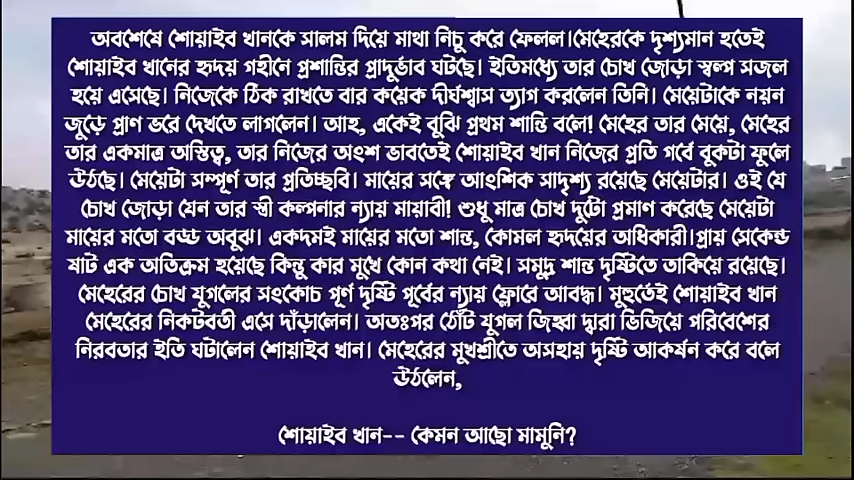 অবশেষে শোয়াইব খানকে সালম দিয়ে মাথা নিচু করে ফেলল।মেহেরকে দৃশ্যমান হতেই
শোয়াইব খানের হৃদয় গহীনে প্রশান্তির প্রাদুর্ভাব ঘটছে। ইতিমধ্যে তার চোখ জোড়া স্বল্প সজল
হয়ে এসেছে। নিজেকে ঠিক রাখতে বার কয়েক দীর্ঘশ্বাস ত্যাগ করলেন তিনি। মেয়েটাকে নয়ন
জুড়ে প্রাণ ভরে দেখতে লাগলেন। আহ, একেই বুঝি প্রথম শান্তি বলে! মেহের তার মেয়ে, মেহের
তার একমাত্র অস্তিত্ব, তার নিজের অংশ ভাবতেই শোয়াইব খান নিজের প্রতি গর্বে বুকটা ফুলে
উঠছে। মেয়েটা সম্পূর্ণ তার প্রতিচ্ছবি। মায়ের সঙ্গে আংশিক সাদৃশ্য রয়েছে মেয়েটার। ওই যে
চোখ জোড়া যেন তার স্ত্রী কল্পনার ন্যায় মায়াবী! শুধু মাত্র চোখ দুটো প্রমাণ করেছে মেয়েটা
মায়ের মতো বড্ড অবুঝ। একদমই মায়ের মতো শান্ত, কোমল হৃদয়ের অধিকারী।প্রায় সেকেন্ড
ষাট এক অতিক্রম হয়েছে কিন্তু কার মুখে কোন কথা নেই। সমুদ্র শান্ত দৃষ্টিতে তাকিয়ে রয়েছে।
মেহেরের চোখ যুগলের সংকোচ পূর্ণ দৃষ্টি পূর্বের ন্যায় ফ্লোরে আবদ্ধ। মুহূর্তেই শোয়াইব খান
মেহেরের নিকটবর্তী এসে দাঁড়ালেন। অতঃপর ঠোঁট যুগল জিহ্বা দ্বারা ভিজিয়ে পরিবেশের
নিরবতার ইতি ঘটালেন শোয়াইব খান। মেহেরের মুখশ্রীতে অসহায় দৃষ্টি আকর্ষন করে বলে
উঠলেন,
শোয়াইব খান-- কেমন আছো মামুনি?